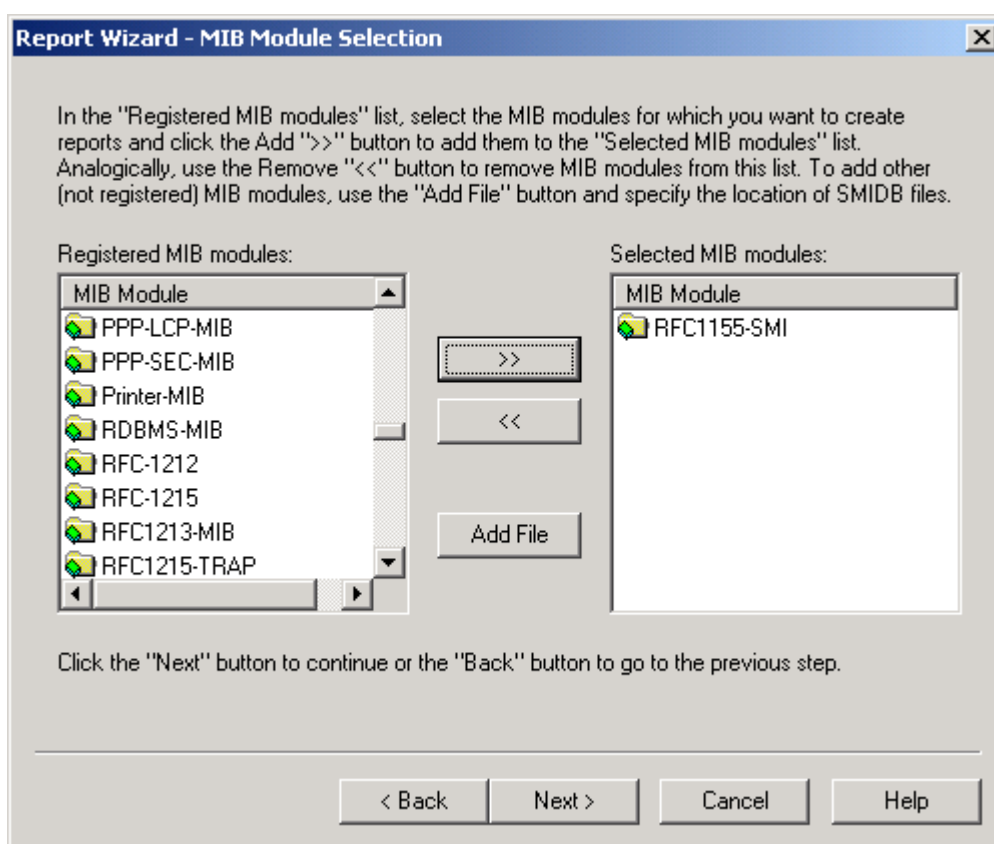 Report Wizard - MIB Module Selection
In the "Registered MIB modules" list, select the MIB modules for which you want to create
reports and click the Add ">>" button to add them to the "Selected MIB modules" list.
Analogically, use the Remove "<<" button to remove MIB modules from this list. To add other
(not registered) MIB modules, use the "Add File" button and specify the location of SMIDB files.
Registered MIB modules:
MIB Module
PPP-LCP-MIB
PPP-SEC-MIB
Printer-MIB
RDBMS-MIB
RFC-1212
RFC-1215
RFC1213-MIB
RFC1215-TRAP
>>
<<
Add File
Selected MIB modules:
MIB Module
RFC1155-SMI
Click the "Next" button to continue or the "Back" button to go to the previous step.
< Back
Next >
Cancel
Help